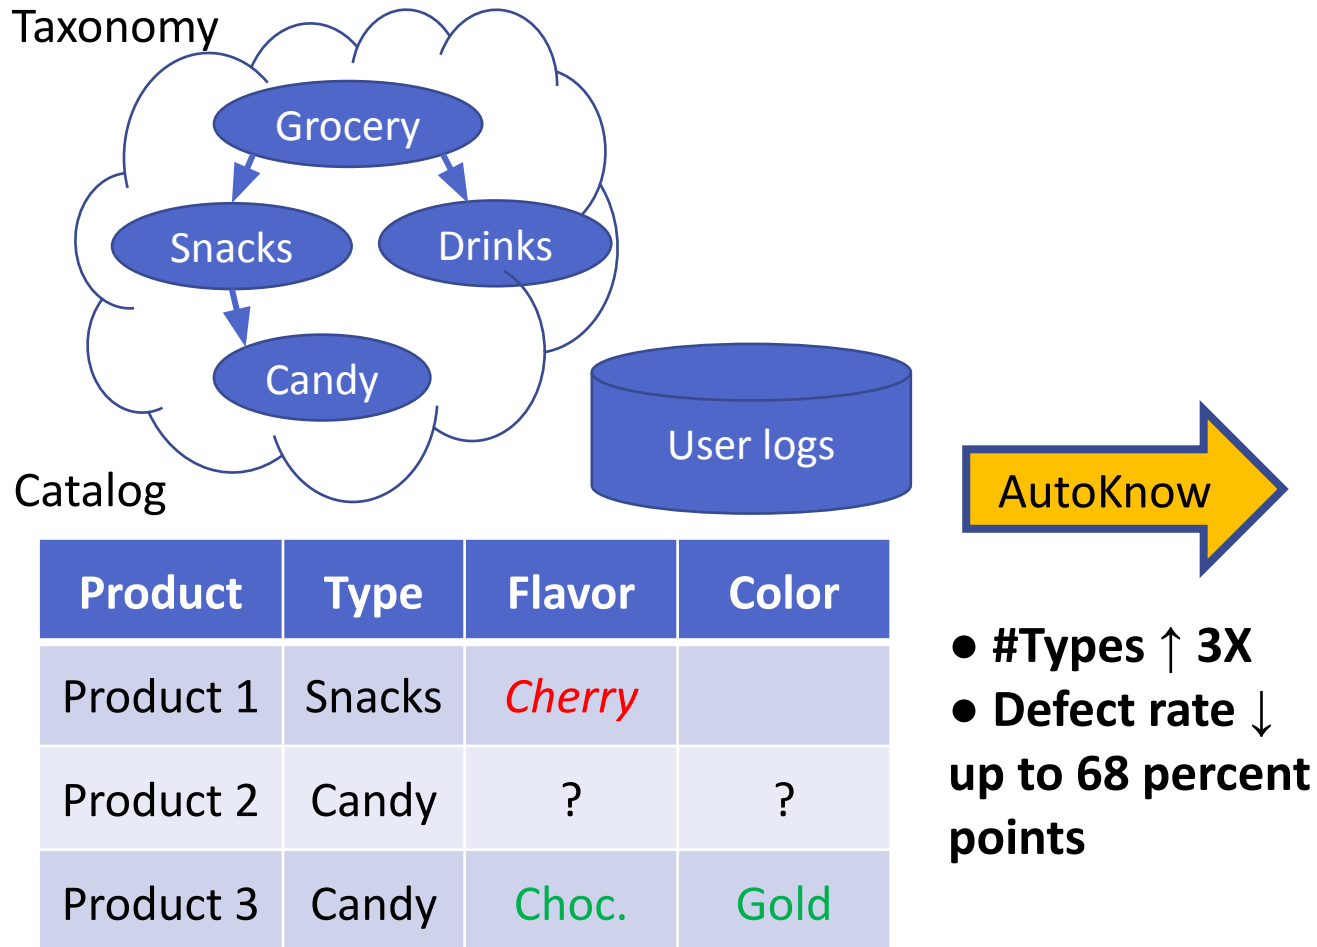 Taxonomy
Grocery
Snacks
Drinks
Candy
User logs
Catalog
Product Type Flavor Color
Product 1 Snacks Cherry
Product 2 Candy ? ?
Product 3 Candy Choc. Gold
AutoKnow
● #Types ↑ 3X
● Defect rate ↓
up to 68 percent
points